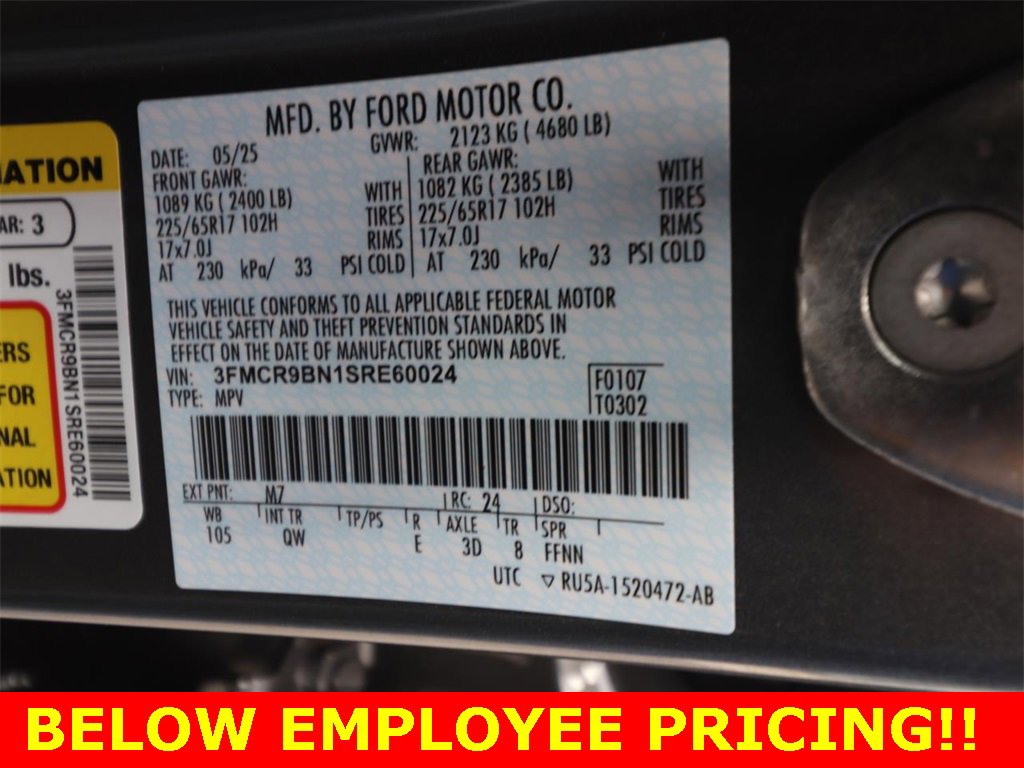 MFD. BY FORD MOTOR CO.
DATE: 05/25 GVWR: 2123 KG ( 4680 LB)
FRONT GAWR: REAR GAWR:
1089 KG ( 2400 LB) WITH 1082 KG ( 2385 LB) WITH
225/65R17 102H TIRES 225/65R17 102H TIRES
17x7.0J RIMS 17x7.0J RIMS
AT 230 kPa/ 33 PSI COLD AT 230 kPa/ 33 PSI COLD
THIS VEHICLE CONFORMS TO ALL APPLICABLE FEDERAL MOTOR
VEHICLE SAFETY AND THEFT PREVENTION STANDARDS IN
EFFECT ON THE DATE OF MANUFACTURE SHOWN ABOVE.
VIN: 3FMCR9BN1SRE60024 F0107
TYPE: MPV T0302
EXT PNT: M7 RC: 24 DSO:
WB INT TR TP/PS R AXLE TR SPR
105 QW E 3D 8 FFNN
UTC ▽ RU5A-1520472-AB
ATION
AR: 3
lbs.
3FMCR9BN1SRE60024
ERS
FOR
NAL
ATION
BELOW EMPLOYEE PRICING!!